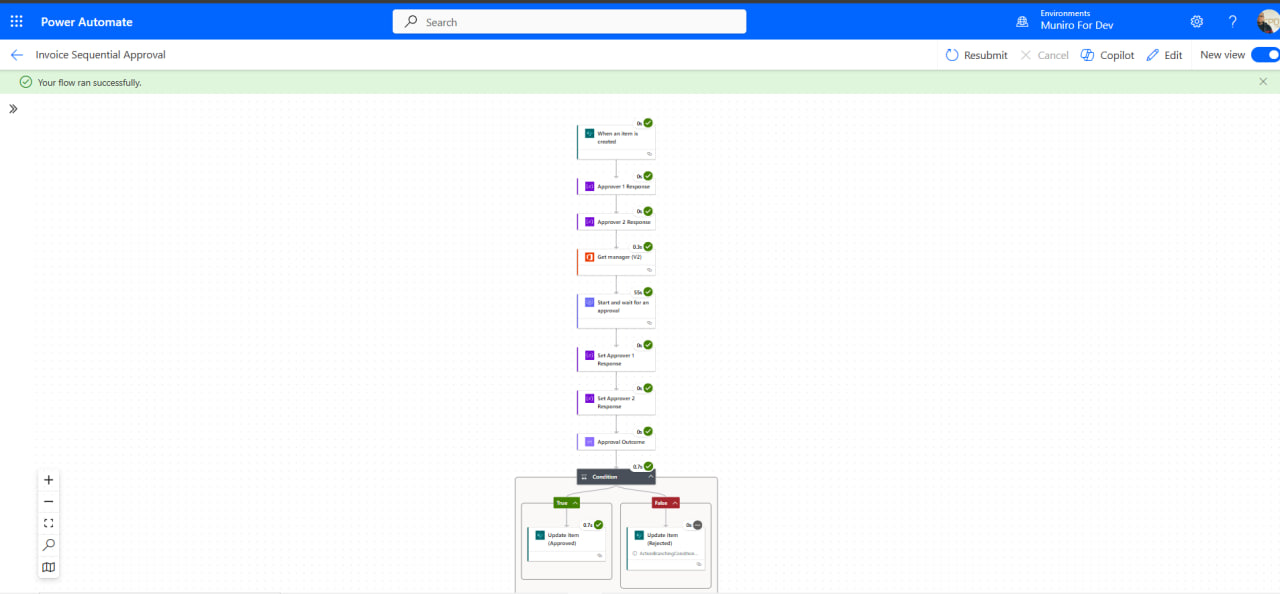 Power Automate
Search
Environments
Muniro For Dev
Invoice Sequential Approval
Resubmit
Cancel
Copilot
Edit
New view
Your flow ran successfully.
0s
When an item is
created
0s
Approver 1 Response
0s
Approver 2 Response
0.3s
Get manager (V2)
55s
Start and wait for an
approval
0s
Set Approver 1
Response
0s
Set Approver 2
Response
0s
Approval Outcome
0.7s
Condition
True
False
0.7s
Update item
(Approved)
0s
Update item
(Rejected)
ActionBranchingCondition...